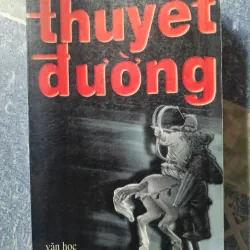 thuyết
đường
văn học